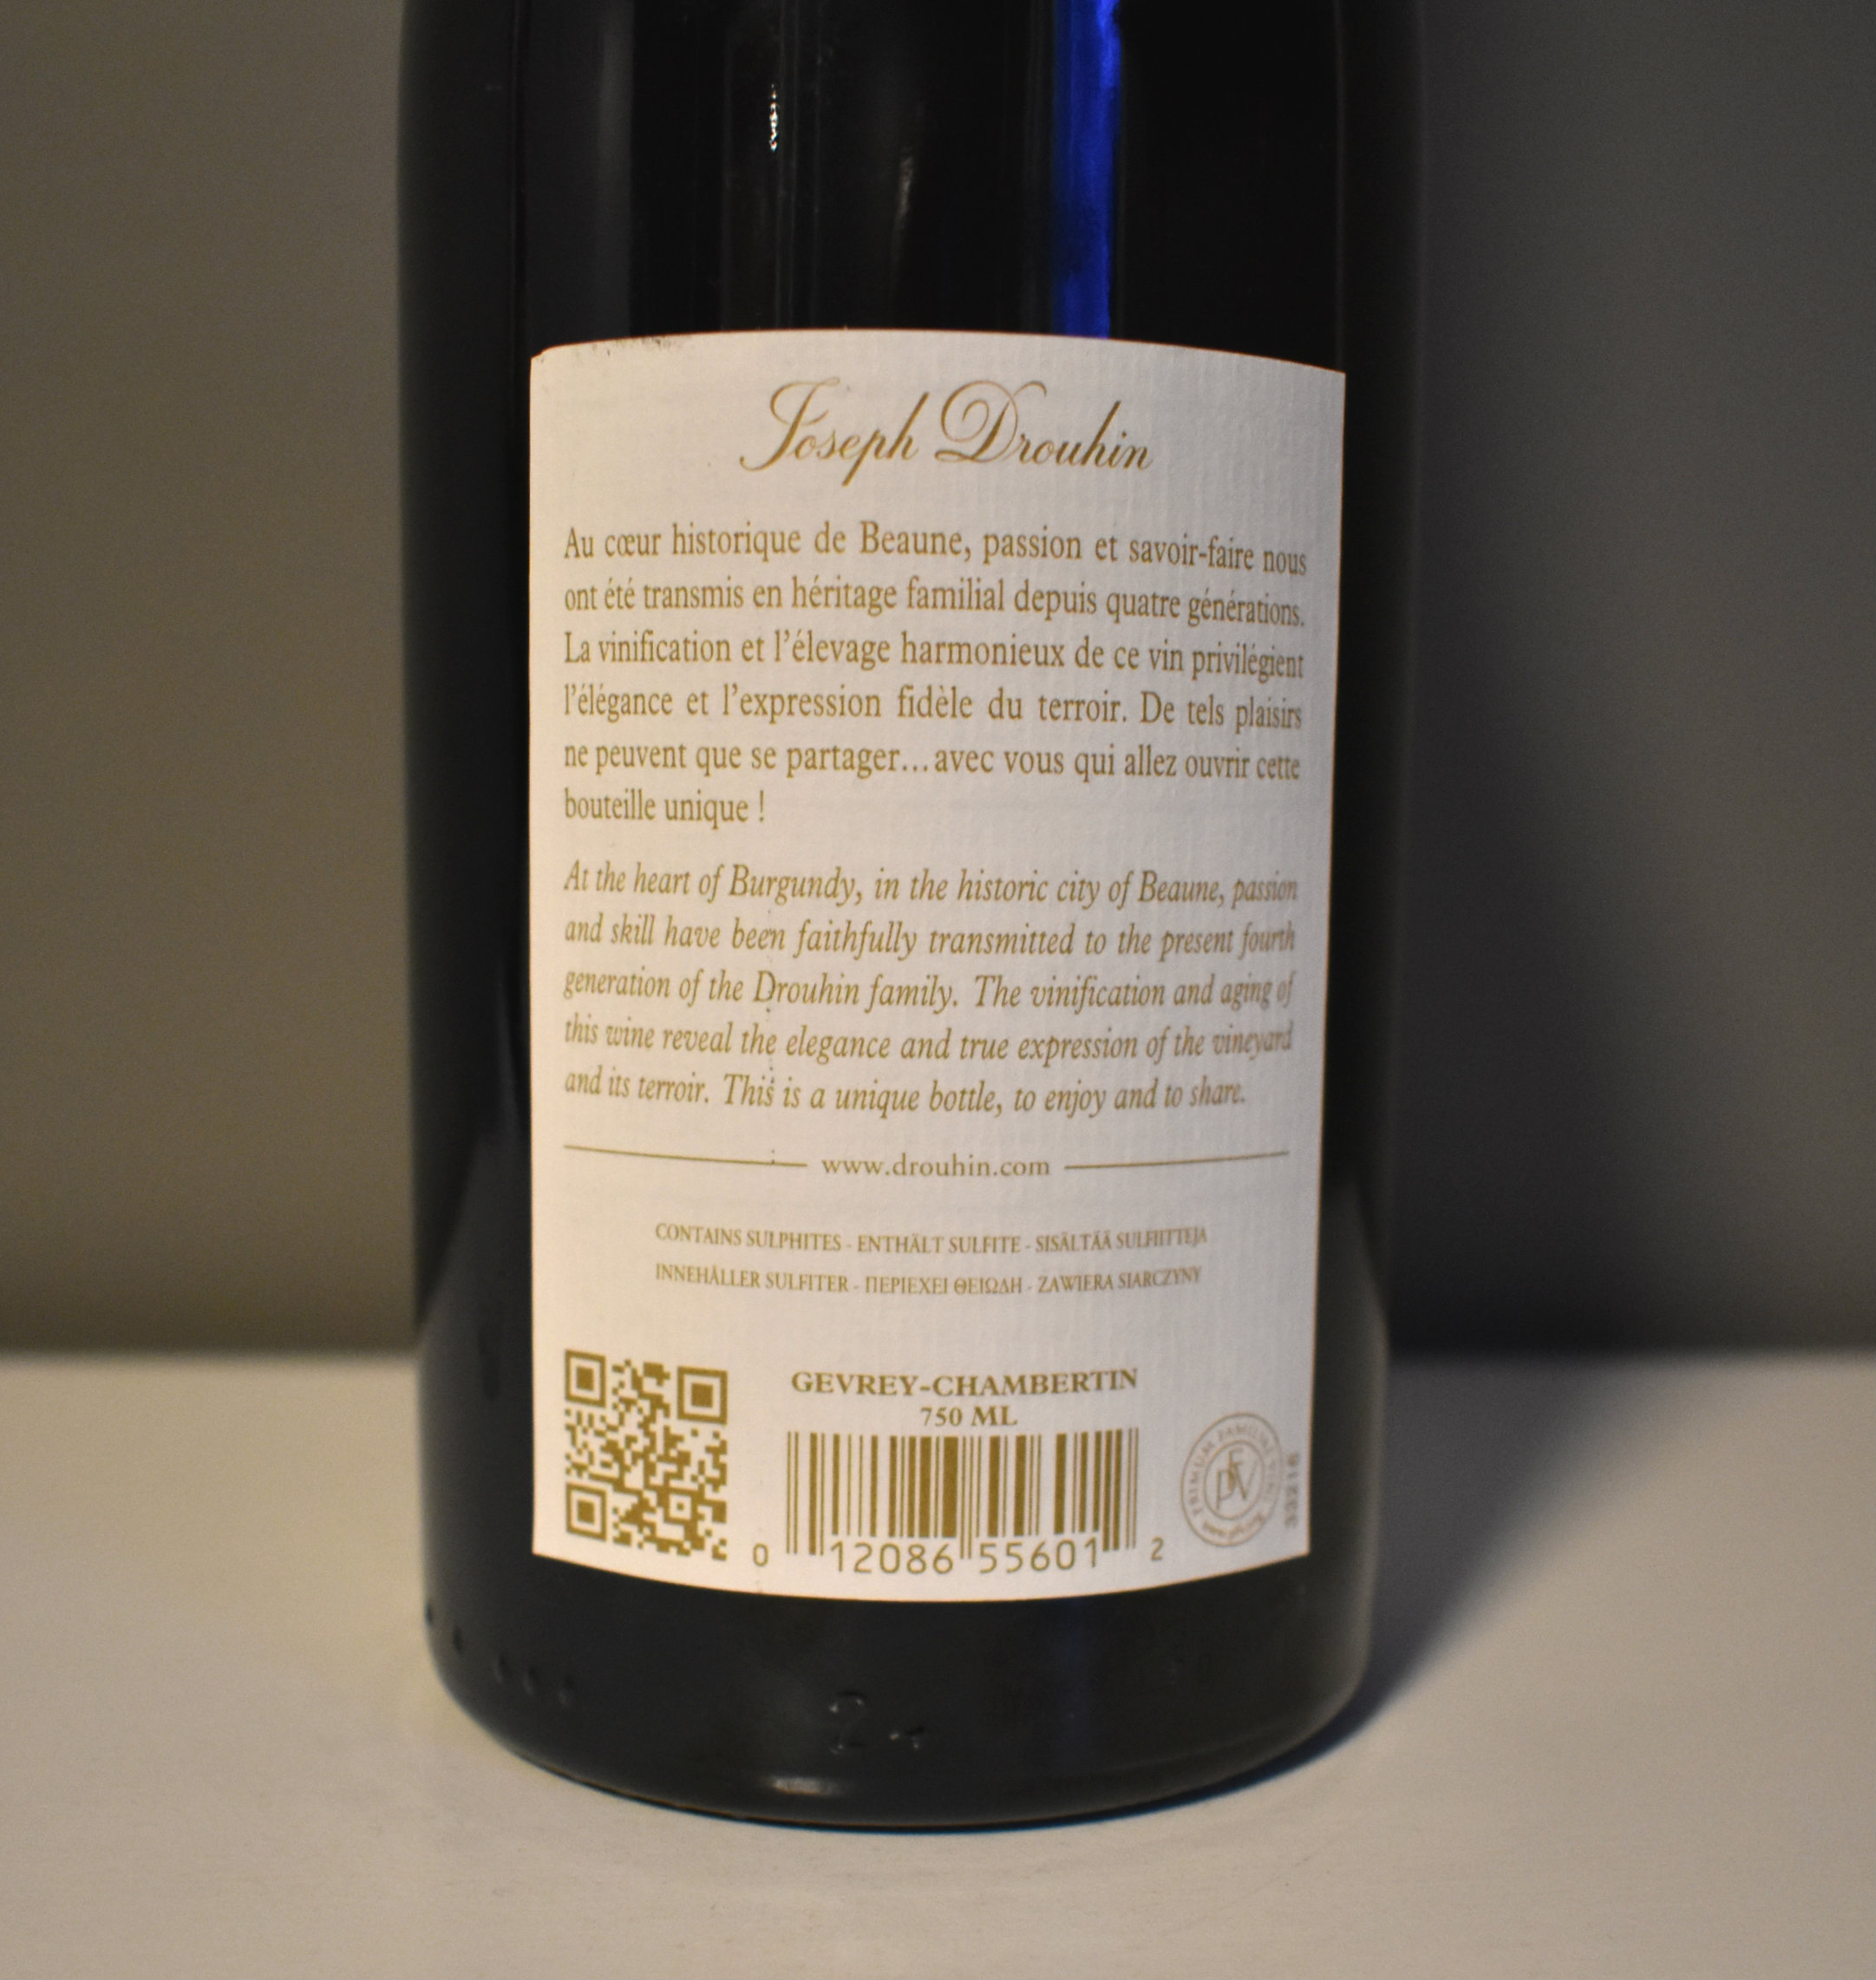 Joseph Drouhin
Au cœur historique de Beaune, passion et savoir-faire nous
ont été transmis en héritage familial depuis quatre générations.
La vinification et l'élevage harmonieux de ce vin privilégient
l'élégance et l'expression fidèle du terroir. De tels plaisirs
ne peuvent que se partager... avec vous qui allez ouvrir cette
bouteille unique !
At the heart of Burgundy, in the historic city of Beaune, passion
and skill have been faithfully transmitted to the present fourth
generation of the Drouhin family. The vinification and aging of
this wine reveal the elegance and true expression of the vineyard
and its terroir. This is a unique bottle, to enjoy and to share.
www.drouhin.com
CONTAINS SULPHITES - ENTHÄLT SULFITE - SISÄLTÄÄ SULFIITTEJA
INNEHÅLLER SULFITER - ΠΕΡΙΕΧΕΙ ΘΕΙΩΔΗ - ZAWIERA SIARCZYNY
GEVREY-CHAMBERTIN
750 ML
0 12086 55601 2
PRIMUM FAMILIAE VINI
PFV
33216